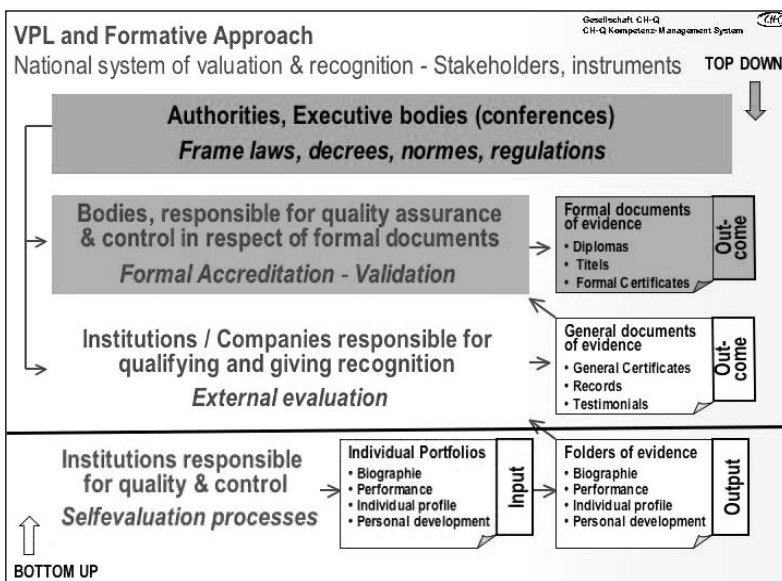 Gesellschaft CH-Q
CH-Q Kompetenz-Management System
CH-Q
VPL and Formative Approach
National system of valuation & recognition - Stakeholders, instruments
TOP DOWN
Authorities, Executive bodies (conferences)
Frame laws, decrees, normes, regulations
Bodies, responsible for quality assurance
& control in respect of formal documents
Formal Accreditation - Validation
Formal documents
of evidence
• Diplomas
• Titels
• Formal Certificates
Out-
come
Institutions / Companies responsible for
qualifying and giving recognition
External evaluation
General documents
of evidence
• General Certificates
• Records
• Testimonials
Out-
come
Institutions responsible
for quality & control
Selfevaluation processes
Individual Portfolios
• Biographie
• Performance
• Individual profile
• Personal development
Input
Folders of evidence
• Biographie
• Performance
• Individual profile
• Personal development
Output
BOTTOM UP